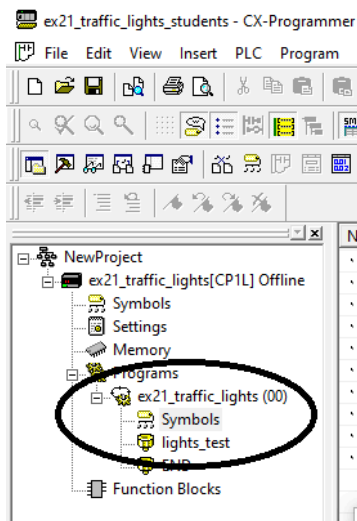 ex21_traffic_lights_students - CX-Programmer
File Edit View Insert PLC Program
SM
N
NewProject
ex21_traffic_lights[CP1L] Offline
Symbols
Settings
Memory
Programs
ex21_traffic_lights (00)
Symbols
lights_test
END
Function Blocks